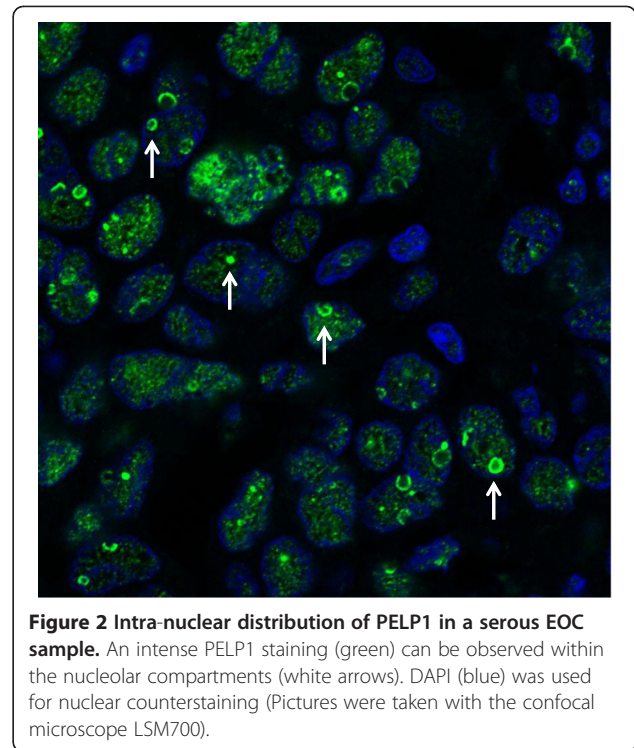 Figure 2 Intra-nuclear distribution of PELP1 in a serous EOC
sample. An intense PELP1 staining (green) can be observed within
the nucleolar compartments (white arrows). DAPI (blue) was used
for nuclear counterstaining (Pictures were taken with the confocal
microscope LSM700).